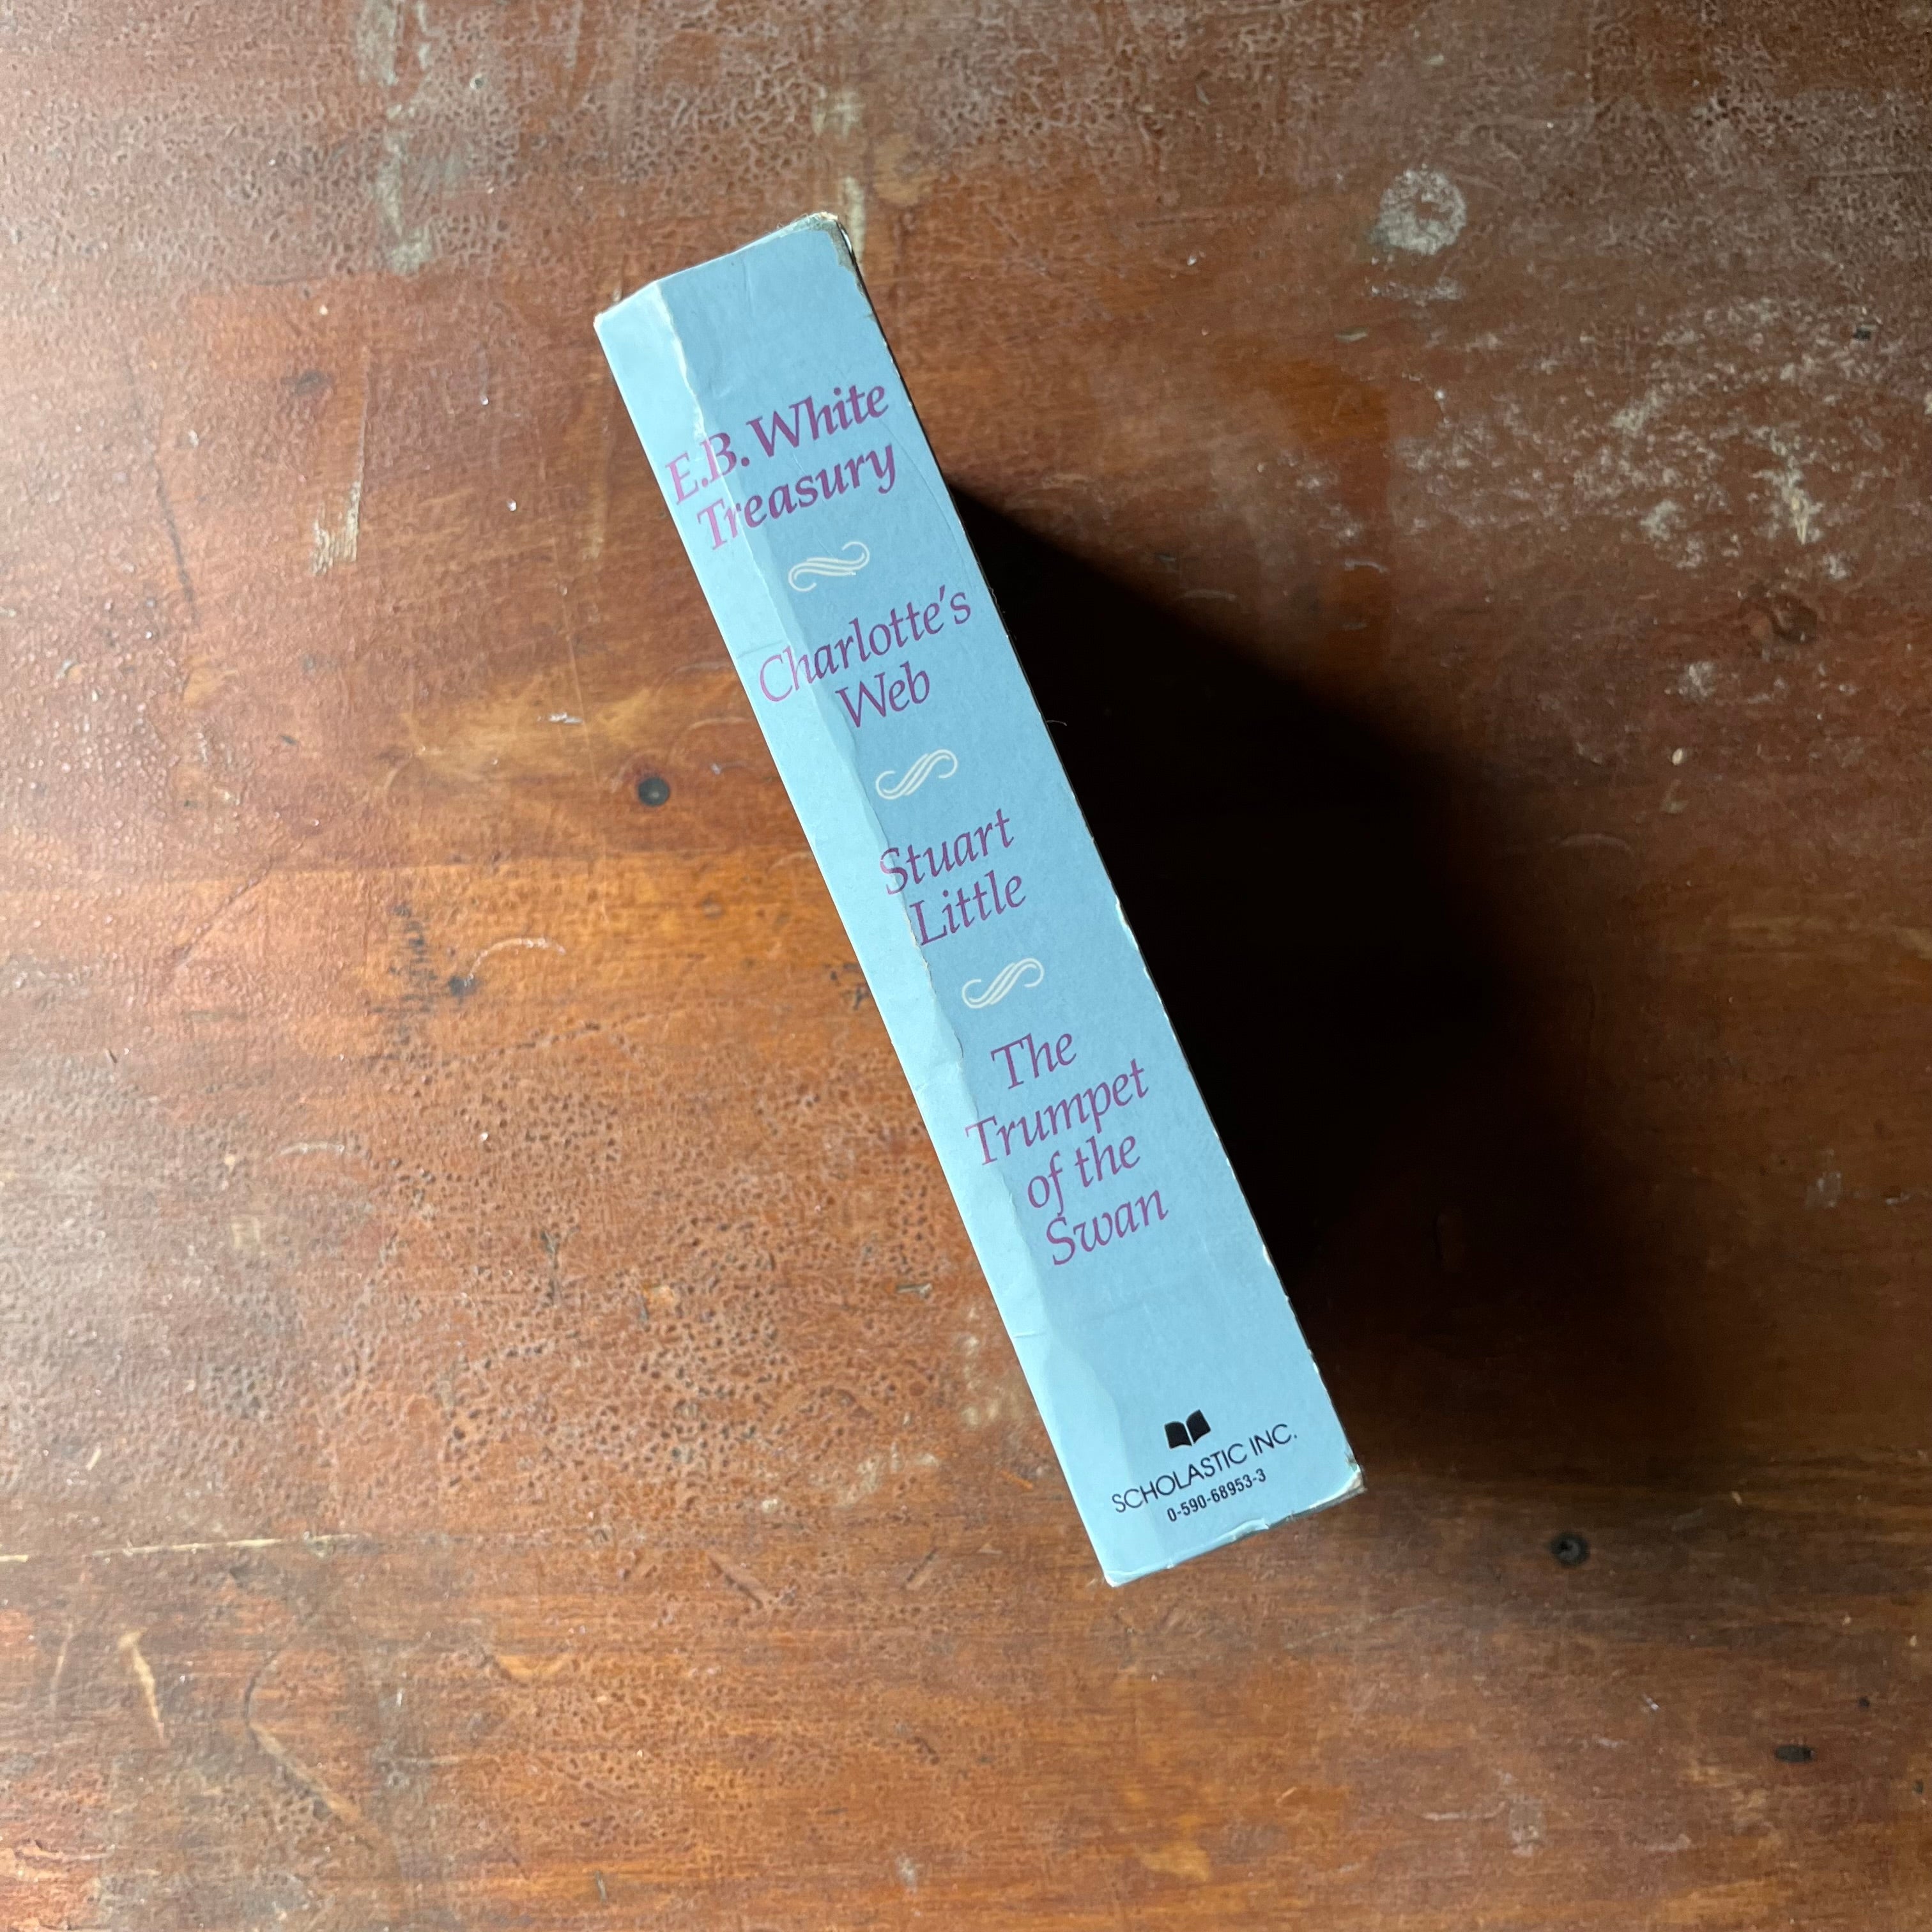 E.B. White
Treasury
Charlotte's
Web
Stuart
Little
The
Trumpet
of the
Swan
SCHOLASTIC INC.
0-590-68953-3